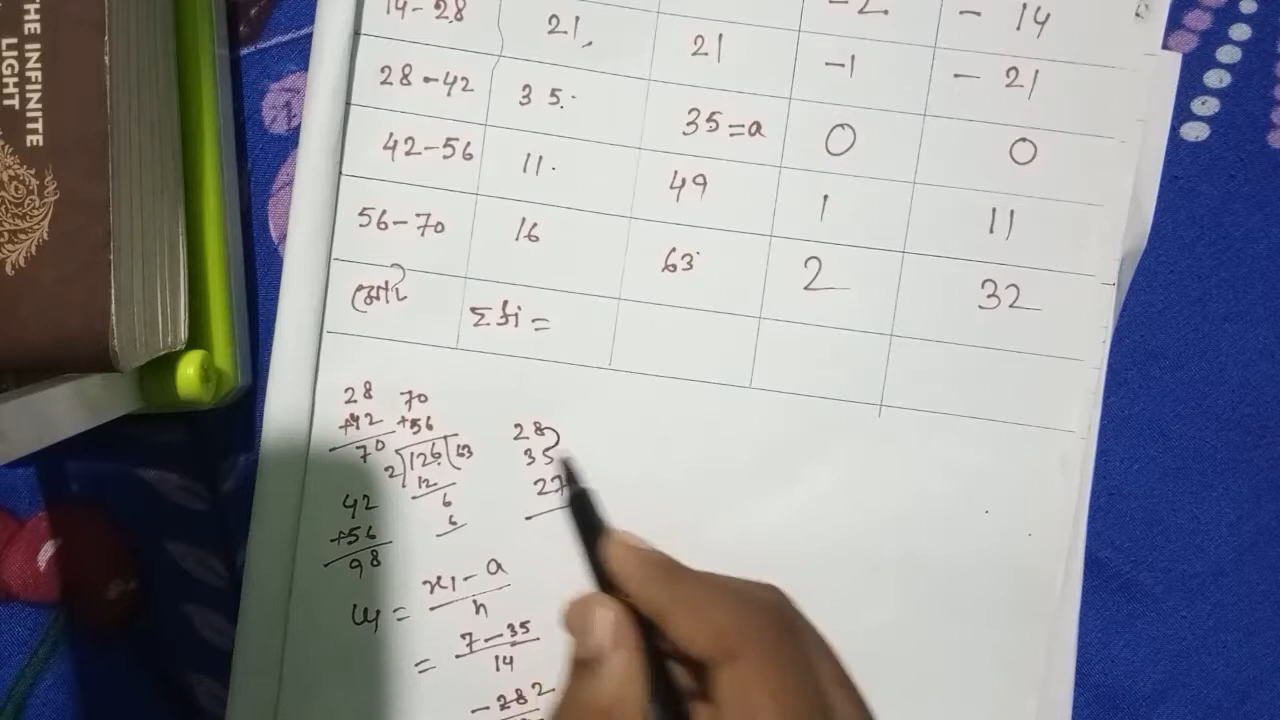 THE INFINITE
LIGHT
14-28 21 21 -1 -21
-2 -14
28-42 35 35=a 0 0
42-56 11 49 1 11
56-70 16 63 2 32
মোট Σfi =
28 70
+42 +56
70 2)126(63
12
6
6
42
+56
98
28
35
27
u₁ = x₁-a
h
= 7-35
14
-28 2